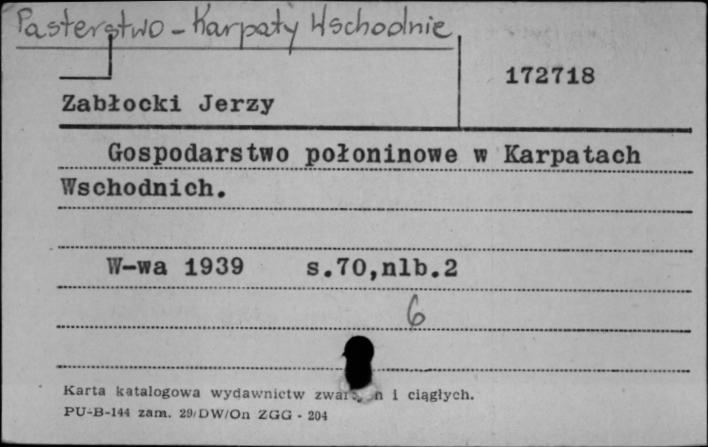 Pasterstwo - Karpaty Wschodnie
172718
Zabłocki Jerzy
Gospodarstwo połoninowe w Karpatach
Wschodnich.
W-wa 1939 s.70,nlb.2
6
Karta katalogowa wydawnictw i ciągłych.
PU-B-144 zam. 29/DW/On ZGG - 204